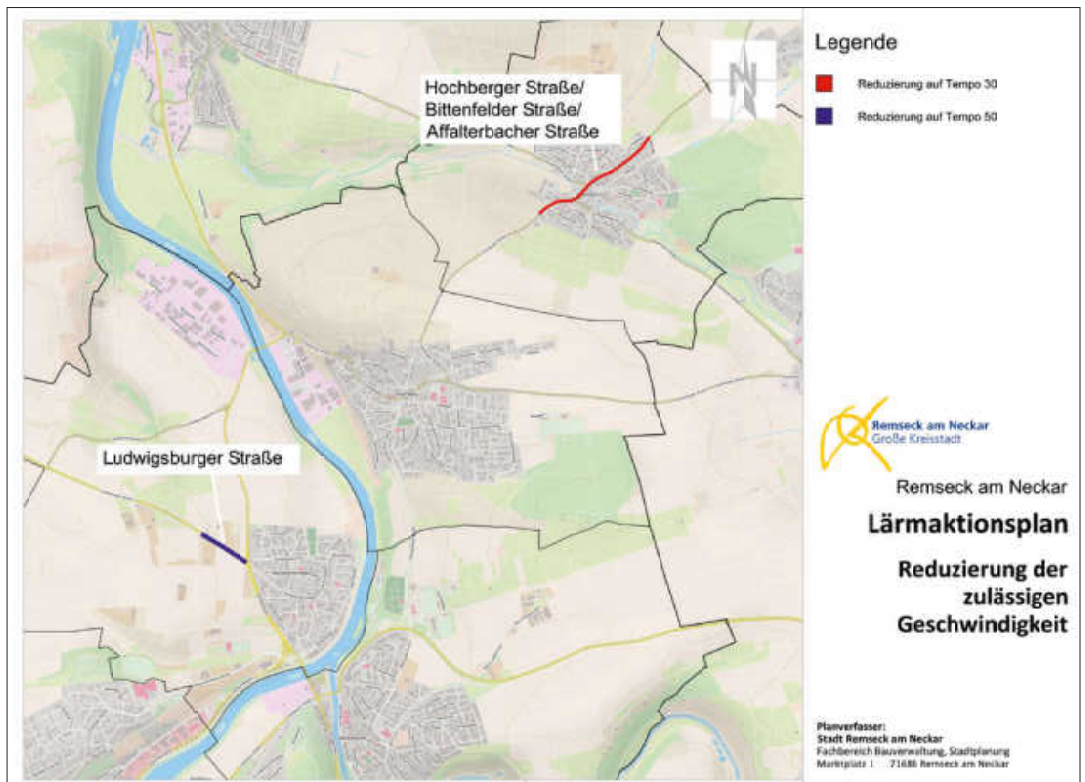 Hochberger Straße/
Bittenfelder Straße/
Affalterbacher Straße
N
Ludwigsburger Straße
Legende
Reduzierung auf Tempo 30
Reduzierung auf Tempo 50
Remseck am Neckar
Große Kreisstadt
Remseck am Neckar
Lärmaktionsplan
Reduzierung der
zulässigen
Geschwindigkeit
Planverfasser:
Stadt Remseck am Neckar
Fachbereich Bauverwaltung, Stadtplanung
Marktplatz 1 71686 Remseck am Neckar